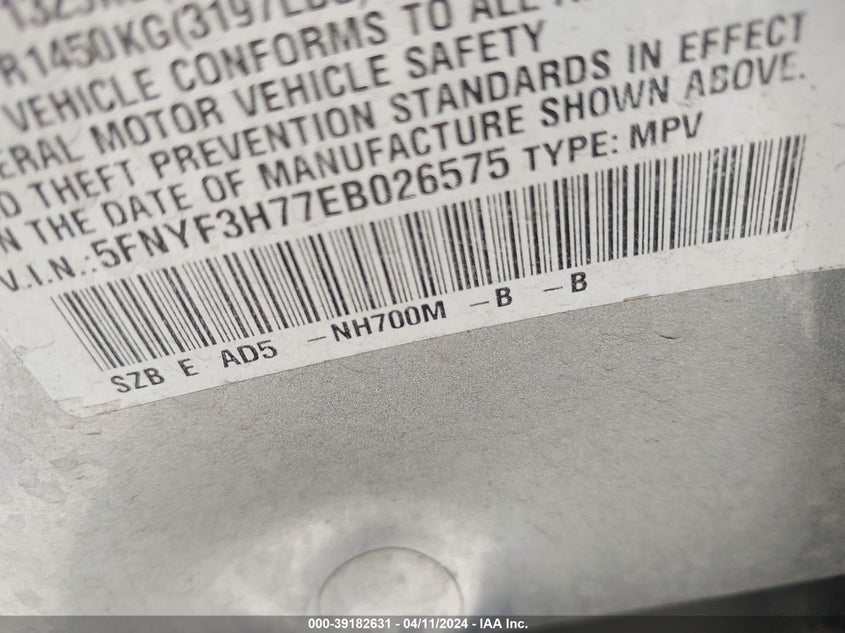 R1450KG(3197LBS)
VEHICLE CONFORMS TO ALL
ERAL MOTOR VEHICLE SAFETY
D THEFT PREVENTION STANDARDS IN EFFECT
N THE DATE OF MANUFACTURE SHOWN ABOVE.
V.I.N.:5FNYF3H77EB026575 TYPE: MPV
SZB E AD5 -NH700M -B -B
000-39182631 - 04/11/2024 - IAA Inc.